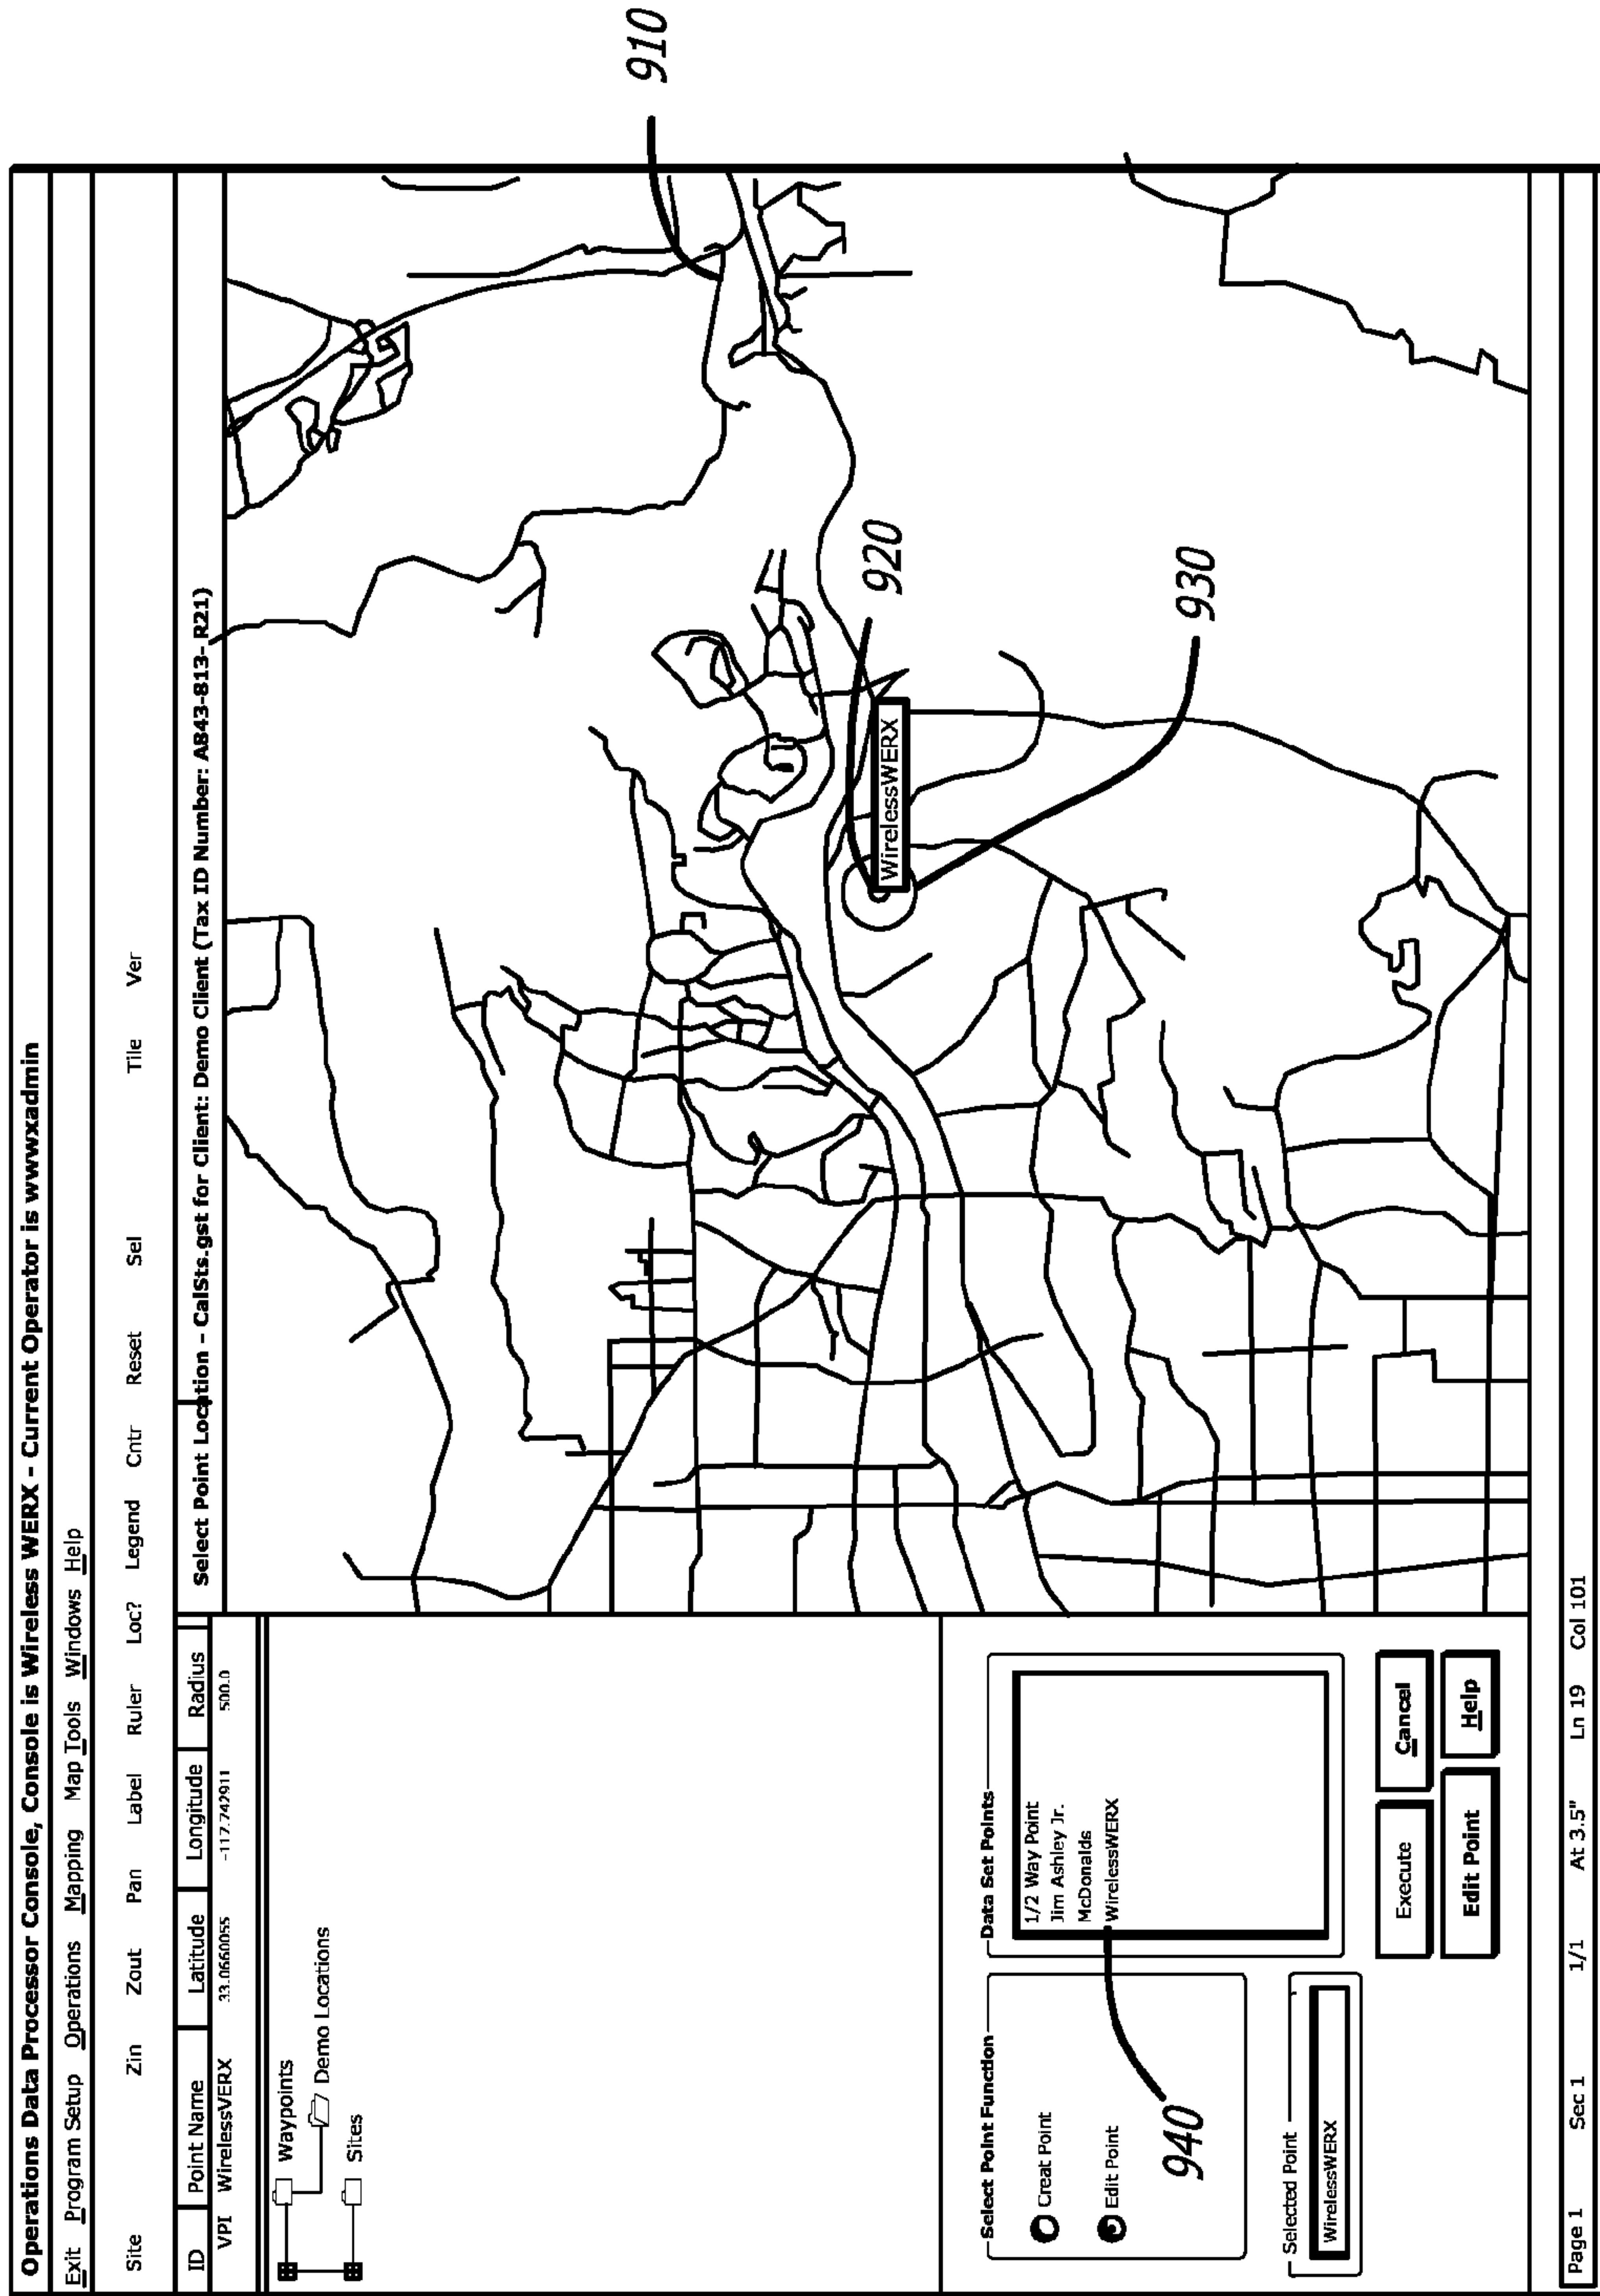 Operations Data Processor Console, Console is Wireless WERX - Current Operator is wwwxadmin
Exit Program Setup Operations Mapping Map Tools Windows Help
Site Zin Zout Pan Label Ruler Loc? Legend Cntr Reset Sel Tile Ver
ID Point Name Latitude Longitude Radius
VPI WirelessVERX 33.0660055 -117.742911 500.0
Select Point Location - CalSts.gst for Client: Demo Client (Tax ID Number: A843-813-R21)
Waypoints
Demo Locations
Sites
910
920
WirelessWERX
930
Select Point Function
Creat Point
Edit Point
940
Data Set Points
1/2 Way Point
Jim Ashley Jr.
McDonalds
WirelessWERX
Selected Point
WirelessWERX
Execute Cancel
Edit Point Help
Page 1 Sec 1 1/1 At 3.5" Ln 19 Col 101